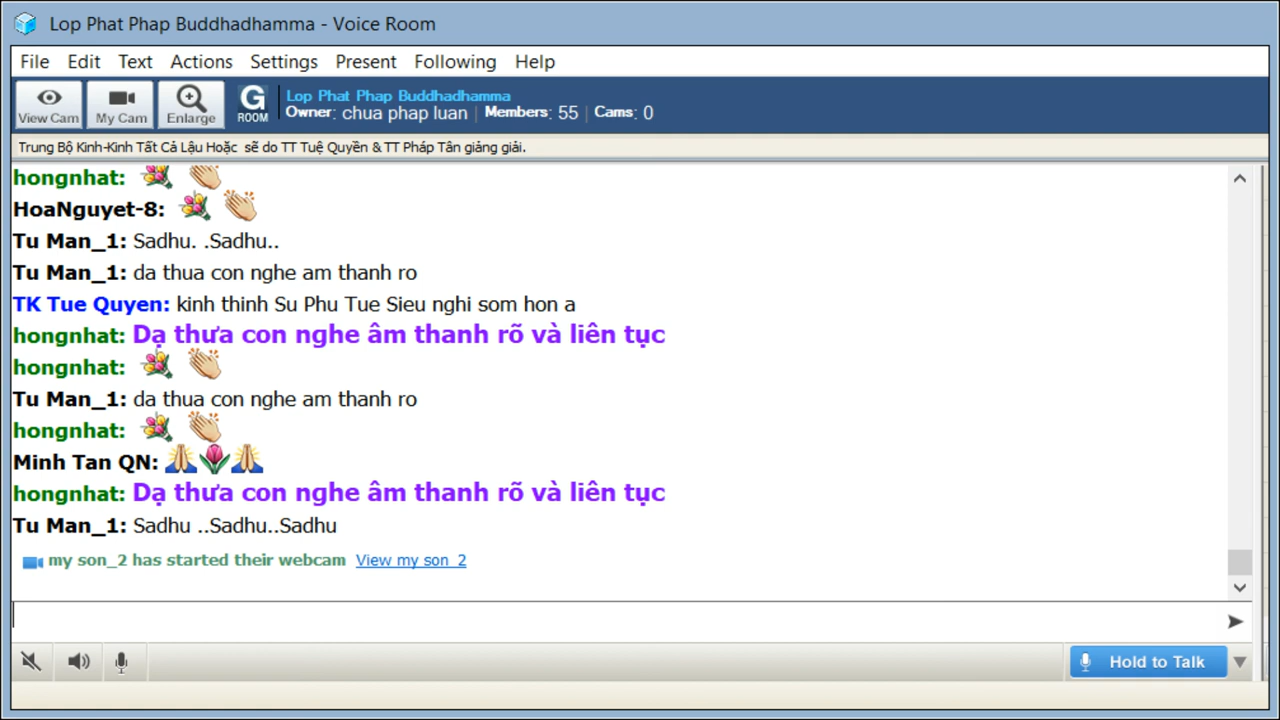 Lop Phat Phap Buddhadhamma - Voice Room
File Edit Text Actions Settings Present Following Help
View Cam My Cam Enlarge G ROOM Lop Phat Phap Buddhadhamma
Owner: chua phap luan | Members: 55 | Cams: 0
Trung Bộ Kinh-Kinh Tất Cả Lậu Hoặc sẽ do TT Tuệ Quyền & TT Pháp Tân giảng giải.
hongnhat:
HoaNguyet-8:
Tu Man_1: Sadhu. .Sadhu..
Tu Man_1: da thua con nghe am thanh ro
TK Tue Quyen: kinh thinh Su Phu Tue Sieu nghi som hon a
hongnhat: Dạ thưa con nghe âm thanh rõ và liên tục
hongnhat:
Tu Man_1: da thua con nghe am thanh ro
hongnhat:
Minh Tan QN:
hongnhat: Dạ thưa con nghe âm thanh rõ và liên tục
Tu Man_1: Sadhu ..Sadhu..Sadhu
my son_2 has started their webcam View my son_2
Hold to Talk